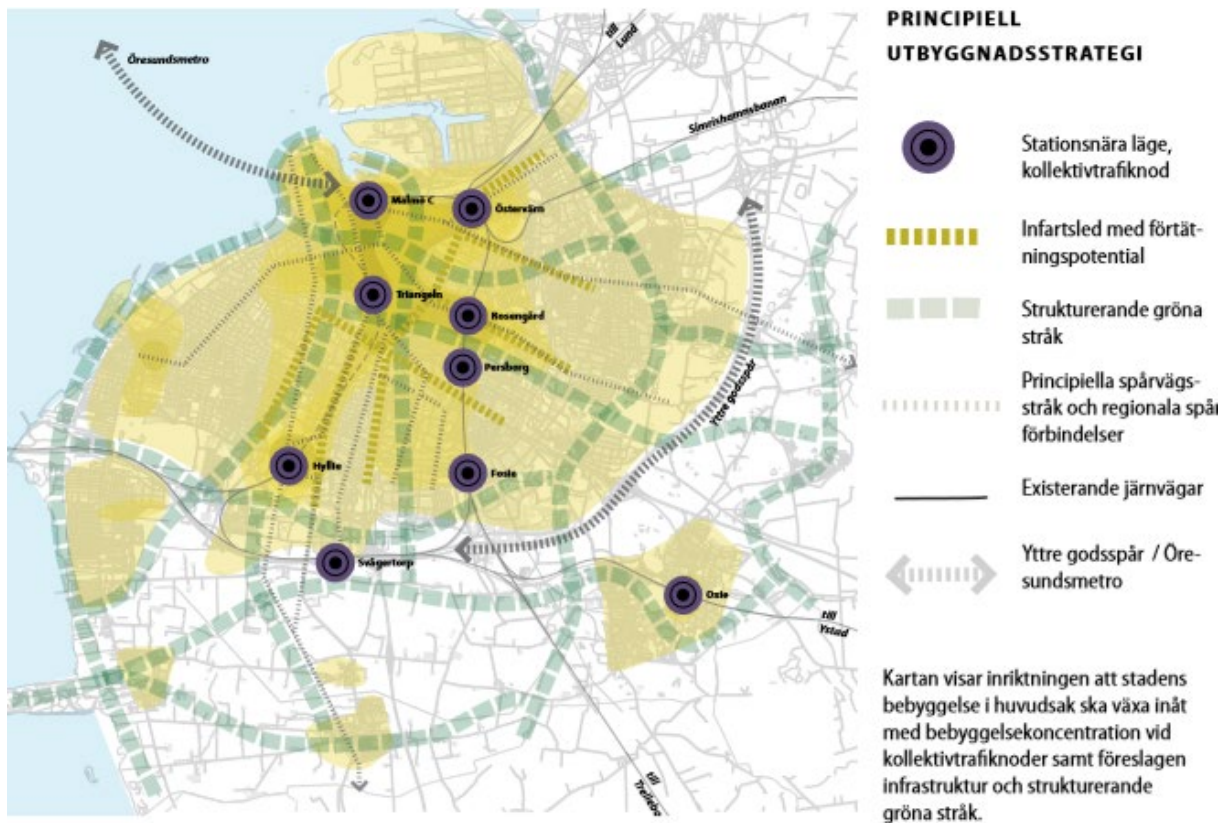 Öresundsmetro
till
Lund
Simrishamnsbanan
Malmö C
Östervärn
Triangeln
Rosengård
Persborg
Yttre godsspår
Hyllie
Fosie
Svågertorp
Oxie
till
Ystad
till
Trelleborg
PRINCIPIELL
UTBYGGNADSSTRATEGI
Stationsnära läge,
kollektivtrafiknod
Infartsled med förtät-
ningspotential
Strukturerande gröna
stråk
Principiella spårvägs-
stråk och regionala spår
förbindelser
Existerande järnvägar
Yttre godsspår / Öre-
sundsmetro
Kartan visar inriktningen att stadens
bebyggelse i huvudsak ska växa inåt
med bebyggelsekoncentration vid
kollektivtrafiknoder samt föreslagen
infrastruktur och strukturerande
gröna stråk.